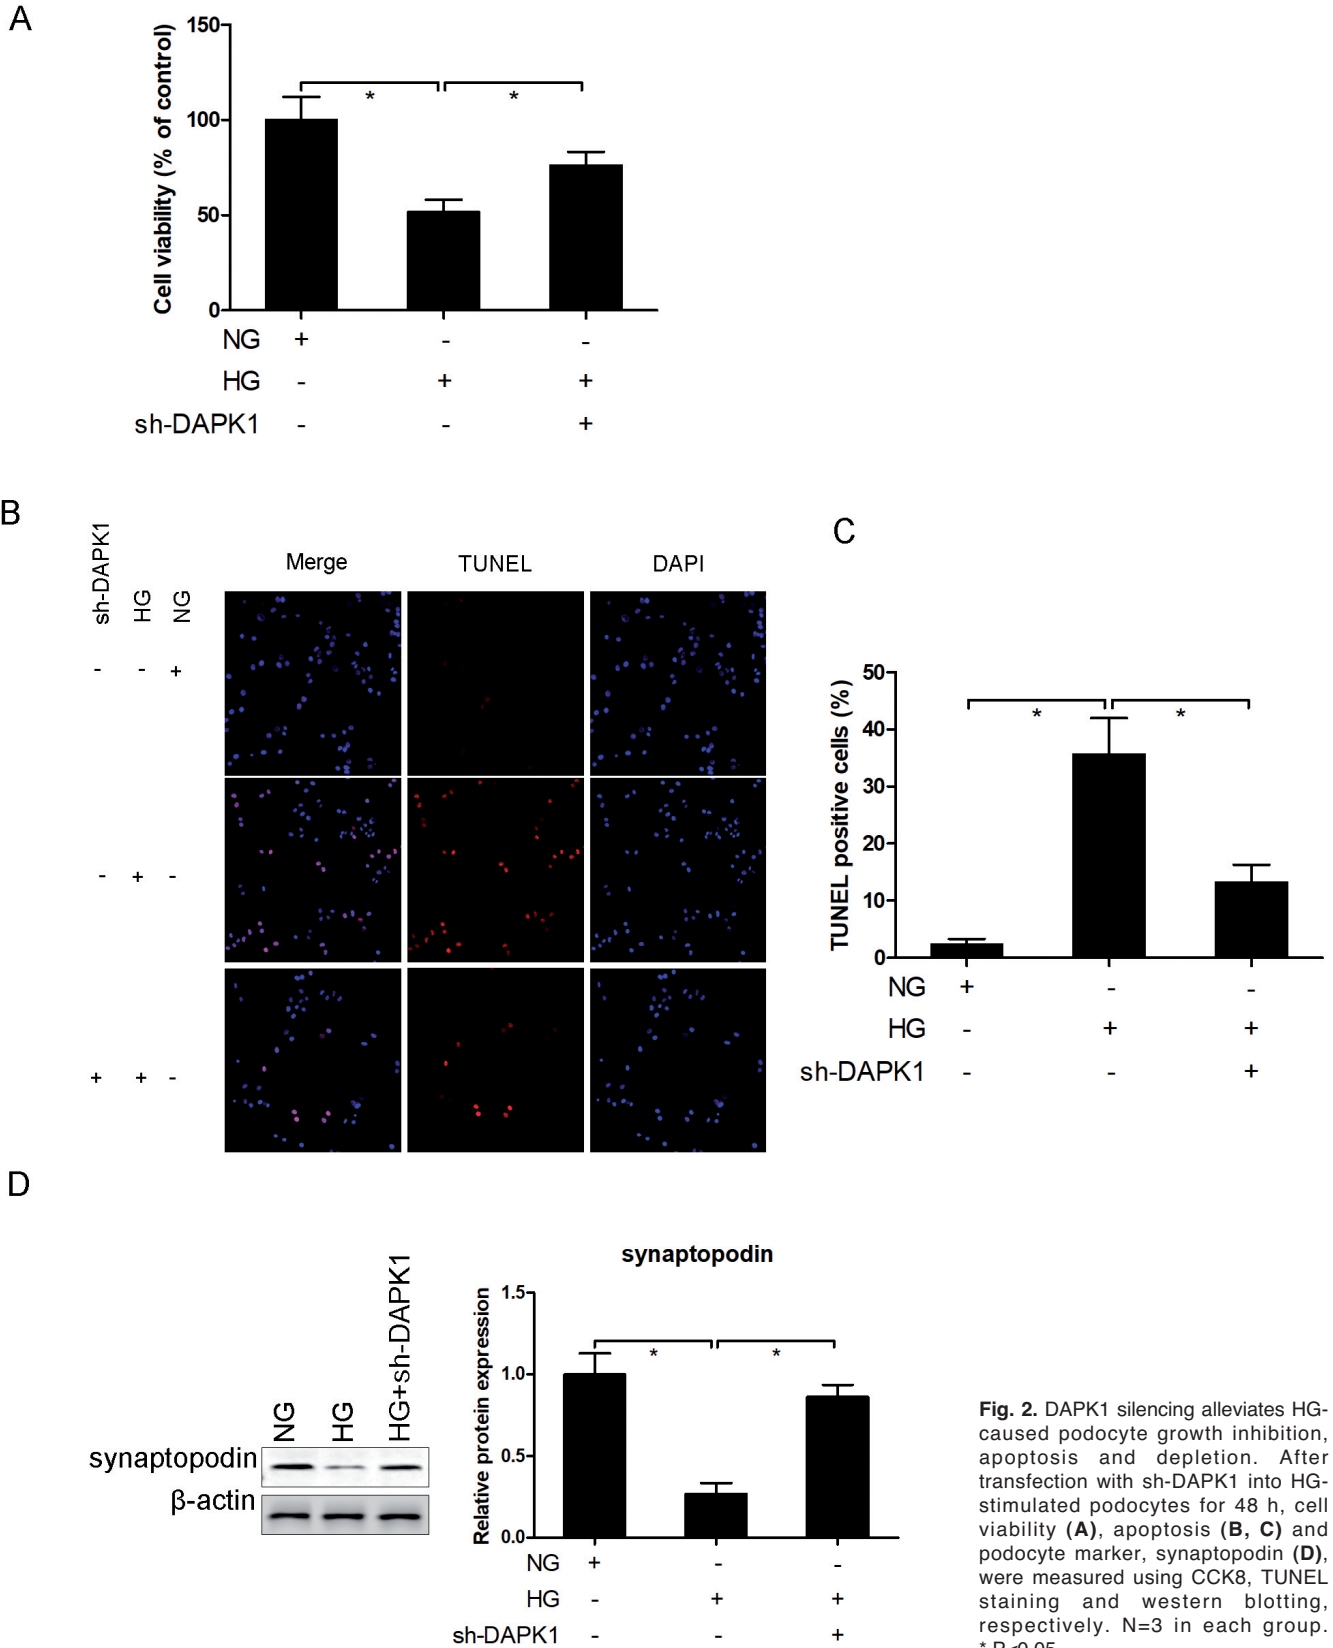 A
Cell viability (% of control)
150
100
50
0
* *
NG + - -
HG - + +
sh-DAPK1 - - +
B
sh-DAPK1 HG NG
Merge TUNEL DAPI
- - +
- + -
+ + -
C
TUNEL positive cells (%)
50
40
30
20
10
0
* *
NG + - -
HG - + +
sh-DAPK1 - - +
D
NG HG HG+sh-DAPK1
synaptopodin
β-actin
synaptopodin
Relative protein expression
1.5
1.0
0.5
0.0
* *
NG + - -
HG - + +
sh-DAPK1 - - +
Fig. 2. DAPK1 silencing alleviates HG-
caused podocyte growth inhibition,
apoptosis and depletion. After
transfection with sh-DAPK1 into HG-
stimulated podocytes for 48 h, cell
viability (A), apoptosis (B, C) and
podocyte marker, synaptopodin (D),
were measured using CCK8, TUNEL
staining and western blotting,
respectively. N=3 in each group.
* P<0.05